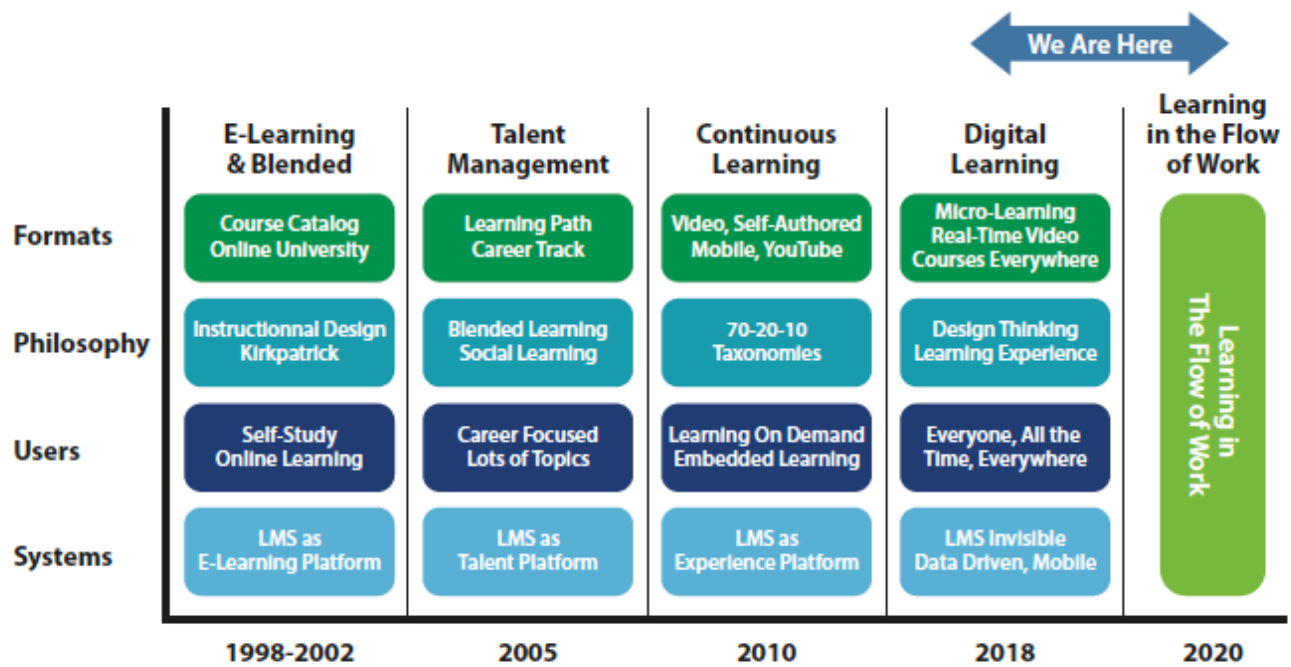 We Are Here
E-Learning
& Blended
Talent
Management
Continuous
Learning
Digital
Learning
Learning
in the Flow
of Work
Formats
Course Catalog
Online University
Learning Path
Career Track
Video, Self-Authored
Mobile, YouTube
Micro-Learning
Real-Time Video
Courses Everywhere
Philosophy
Instructionnal Design
Kirkpatrick
Blended Learning
Social Learning
70-20-10
Taxonomies
Design Thinking
Learning Experience
Users
Self-Study
Online Learning
Career Focused
Lots of Topics
Learning On Demand
Embedded Learning
Everyone, All the
Time, Everywhere
Systems
LMS as
E-Learning Platform
LMS as
Talent Platform
LMS as
Experience Platform
LMS Invisible
Data Driven, Mobile
Learning in
The Flow of Work
1998-2002
2005
2010
2018
2020